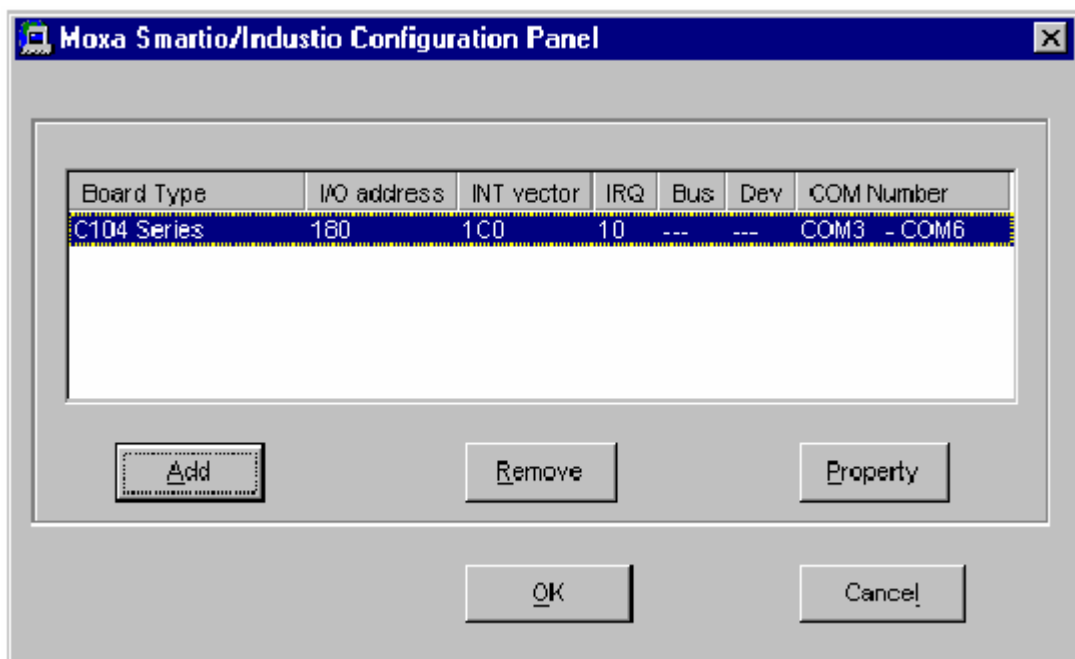 Moxa Smartio/Industio Configuration Panel
Board Type I/O address INT vector IRQ Bus Dev COM Number
C104 Series 180 1C0 10 --- --- COM3 - COM6
Add Remove Property
OK Cancel